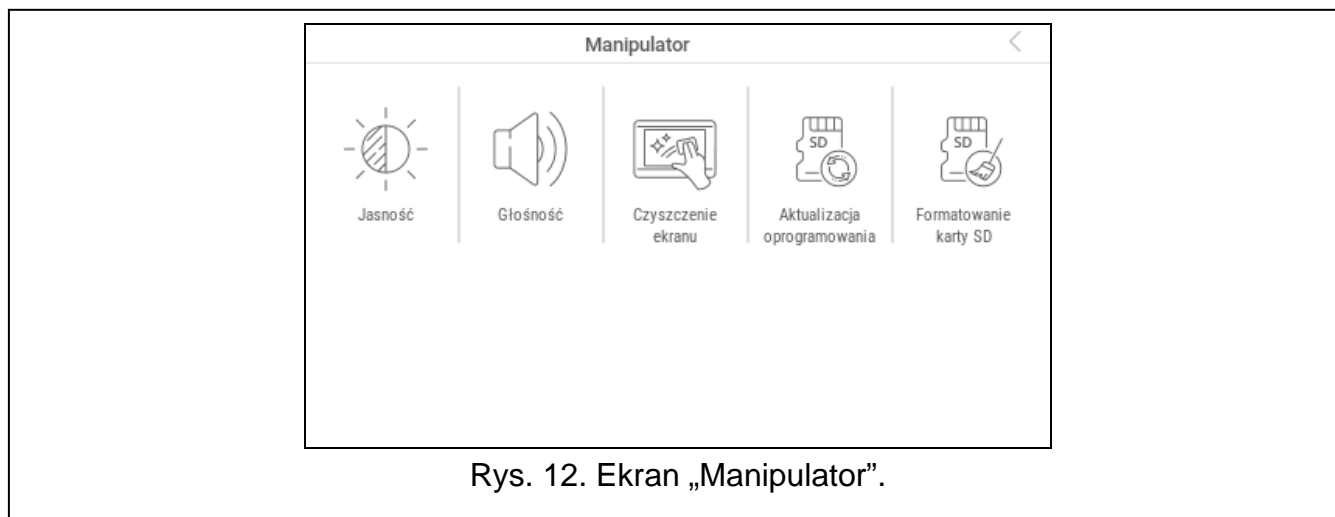 Manipulator
Jasność
Głośność
Czyszczenie
ekranu
SD
Aktualizacja
oprogramowania
SD
Formatowanie
karty SD
Rys. 12. Ekran „Manipulator”.